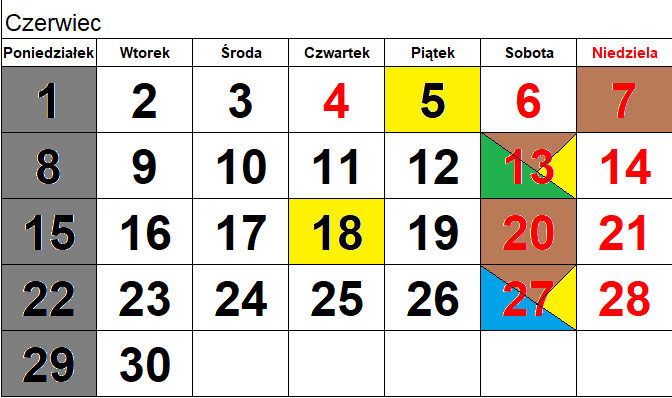 Czerwiec
Poniedziałek Wtorek Środa Czwartek Piątek Sobota Niedziela
1 2 3 4 5 6 7
8 9 10 11 12 13 14
15 16 17 18 19 20 21
22 23 24 25 26 27 28
29 30